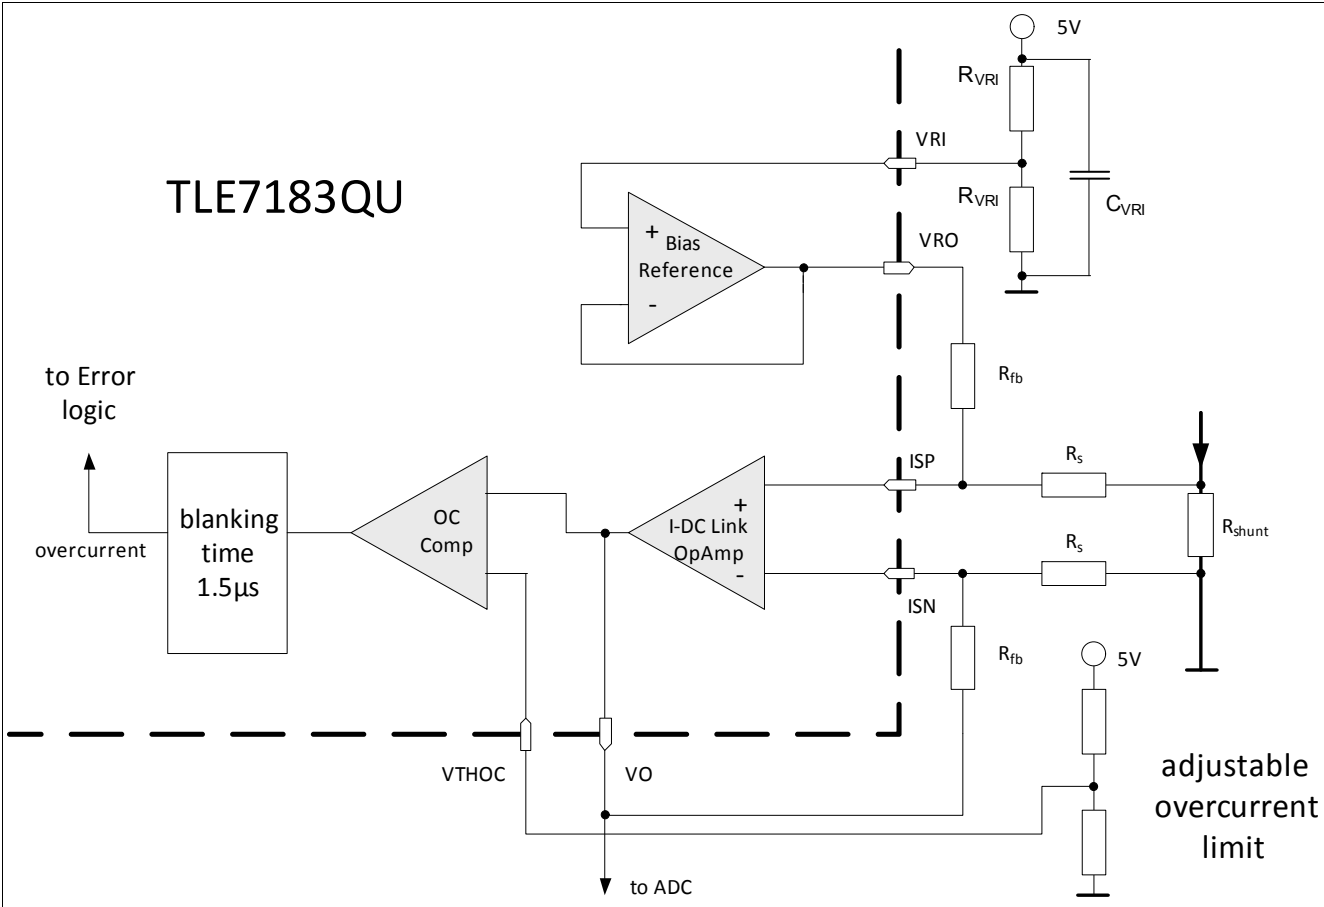 5V
RVRI
VRI
TLE7183QU
RVRI
CVRI
+
Bias
Reference
-
VRO
to Error
logic
Rfb
ISP
Rs
blanking
time
1.5µs
OC
Comp
+
I-DC Link
OpAmp
-
Rshunt
overcurrent
Rs
ISN
Rfb
5V
VTHOC
VO
adjustable
overcurrent
limit
to ADC